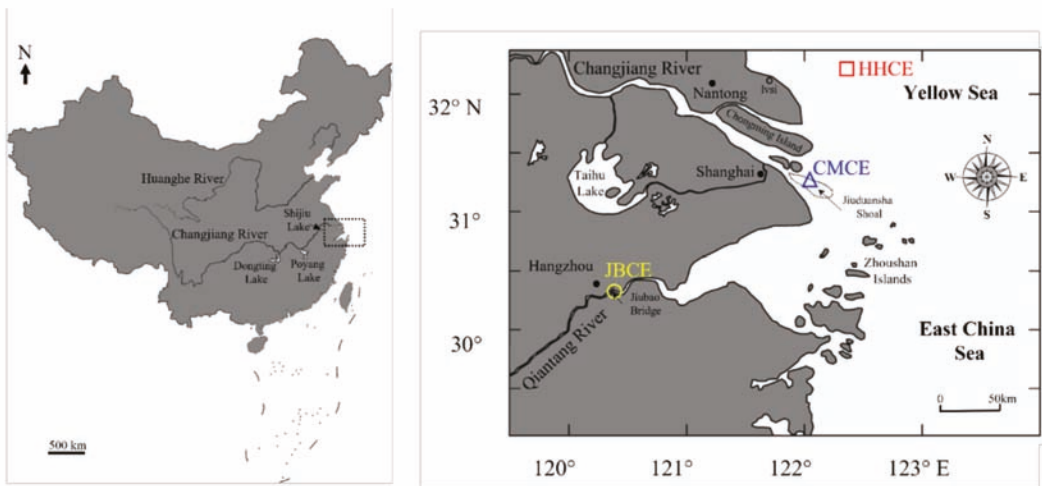 N
Huanghe River
Shijiu
Lake
Changjiang River
Dongting
Lake
Poyang
Lake
500 km
Changjiang River
HHCE
Nantong
lvsi
Yellow Sea
32° N
Chongming Island
N
W
E
S
Shanghai
CMCE
Taihu
Lake
Jiuduansha
Shoal
31°
Hangzhou
JBCE
Zhoushan
Islands
Jiubao
Bridge
Qiantang River
30°
East China
Sea
0
50km
120°
121°
122°
123° E